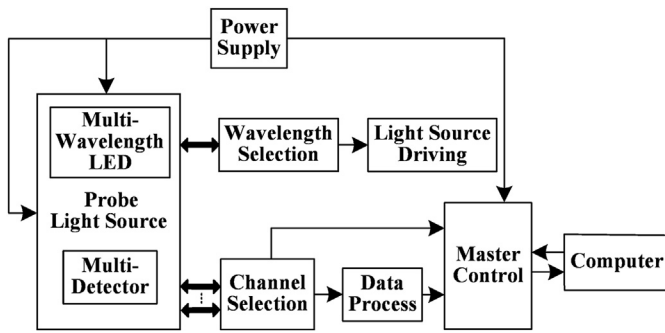 Power
Supply
Multi-
Wavelength
LED
Wavelength
Selection
Light Source
Driving
Probe
Light Source
Multi-
Detector
Channel
Selection
Data
Process
Master
Control
Computer